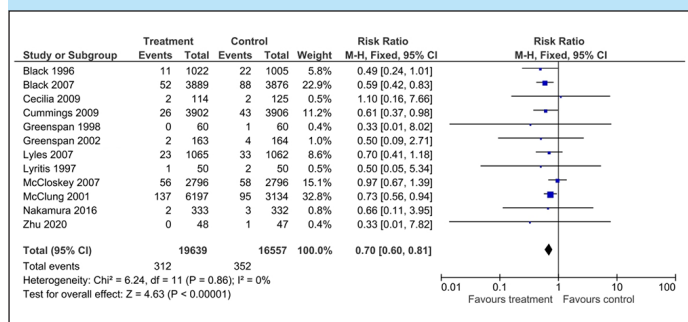 Treatment Control Risk Ratio Risk Ratio
Study or Subgroup Events Total Events Total Weight M-H, Fixed, 95% CI M-H, Fixed, 95% CI
Black 1996 11 1022 22 1005 5.8% 0.49 [0.24, 1.01]
Black 2007 52 3889 88 3876 22.9% 0.59 [0.42, 0.83]
Cecilia 2009 2 114 2 125 0.5% 1.10 [0.16, 7.66]
Cummings 2009 26 3902 43 3906 11.2% 0.61 [0.37, 0.98]
Greenspan 1998 0 60 1 60 0.4% 0.33 [0.01, 8.02]
Greenspan 2002 2 163 4 164 1.0% 0.50 [0.09, 2.71]
Lyles 2007 23 1065 33 1062 8.6% 0.70 [0.41, 1.18]
Lyritis 1997 1 50 2 50 0.5% 0.50 [0.05, 5.34]
McCloskey 2007 56 2796 58 2796 15.1% 0.97 [0.67, 1.39]
McClung 2001 137 6197 95 3134 32.8% 0.73 [0.56, 0.94]
Nakamura 2016 2 333 3 332 0.8% 0.66 [0.11, 3.95]
Zhu 2020 0 48 1 47 0.4% 0.33 [0.01, 7.82]
Total (95% CI) 19639 16557 100.0% 0.70 [0.60, 0.81]
Total events 312 352
Heterogeneity: Chi² = 6.24, df = 11 (P = 0.86); I² = 0%
Test for overall effect: Z = 4.63 (P < 0.00001)
0.01 0.1 1 10 100
Favours treatment Favours control